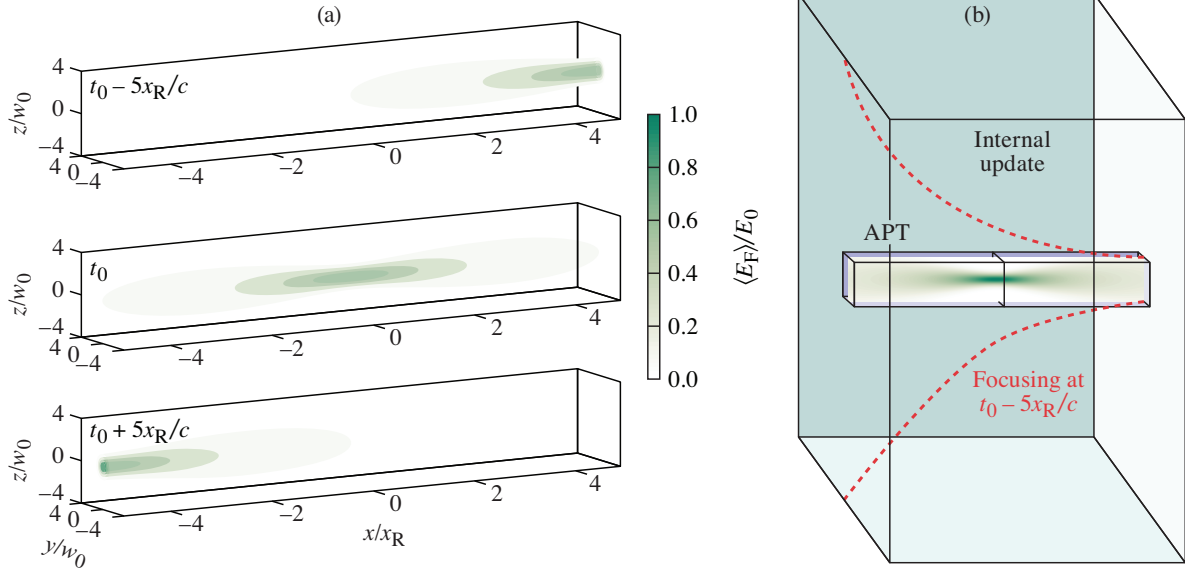 (a)
z/w0
4
0
−4
4
0
−4
t0 − 5xR/c
−4
−2
0
2
4
z/w0
4
0
−4
4
0
−4
t0
−4
−2
0
2
4
z/w0
4
0
−4
4
0
−4
t0 + 5xR/c
−4
−2
0
2
4
y/w0
x/xR
1.0
0.8
0.6
0.4
0.2
0.0
⟨EF⟩/E0
(b)
Internal
update
APT
Focusing at
t0 − 5xR/c